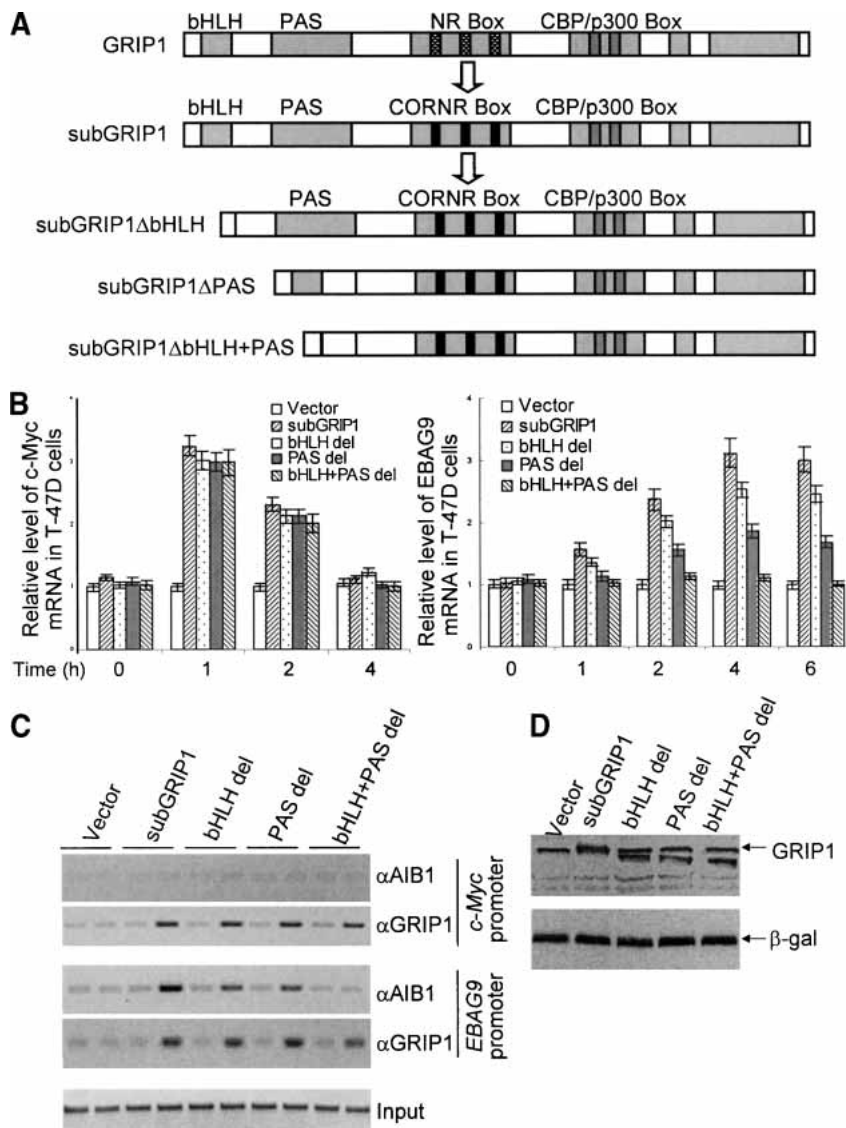 A
bHLH PAS NR Box CBP/p300 Box
GRIP1
bHLH PAS CORNR Box CBP/p300 Box
subGRIP1
PAS CORNR Box CBP/p300 Box
subGRIP1ΔbHLH
subGRIP1ΔPAS
subGRIP1ΔbHLH+PAS
B
Relative level of c-Myc
mRNA in T-47D cells
Vector
subGRIP1
bHLH del
PAS del
bHLH+PAS del
Time (h) 0 1 2 4
Relative level of EBAG9
mRNA in T-47D cells
4
3
2
1
0
Vector
subGRIP1
bHLH del
PAS del
bHLH+PAS del
0 1 2 4 6
C
Vector
subGRIP1
bHLH del
PAS del
bHLH+PAS del
αAIB1
αGRIP1
c-Myc
promoter
αAIB1
αGRIP1
EBAG9
promoter
Input
D
Vector
subGRIP1
bHLH del
PAS del
bHLH+PAS del
GRIP1
β-gal